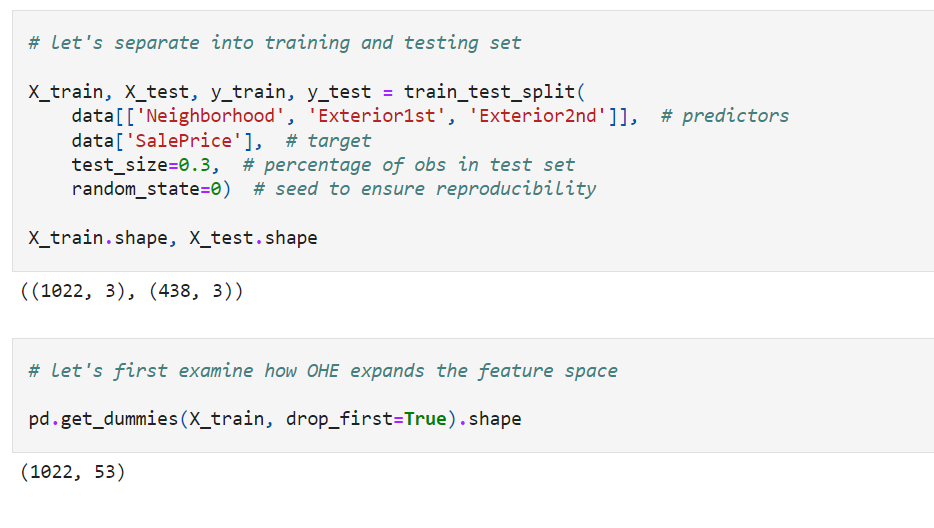 # let's separate into training and testing set
X_train, X_test, y_train, y_test = train_test_split(
data[['Neighborhood', 'Exterior1st', 'Exterior2nd']],  # predictors
data['SalePrice'],  # target
test_size=0.3,  # percentage of obs in test set
random_state=0)  # seed to ensure reproducibility
X_train.shape, X_test.shape
((1022, 3), (438, 3))
# let's first examine how OHE expands the feature space
pd.get_dummies(X_train, drop_first=True).shape
(1022, 53)